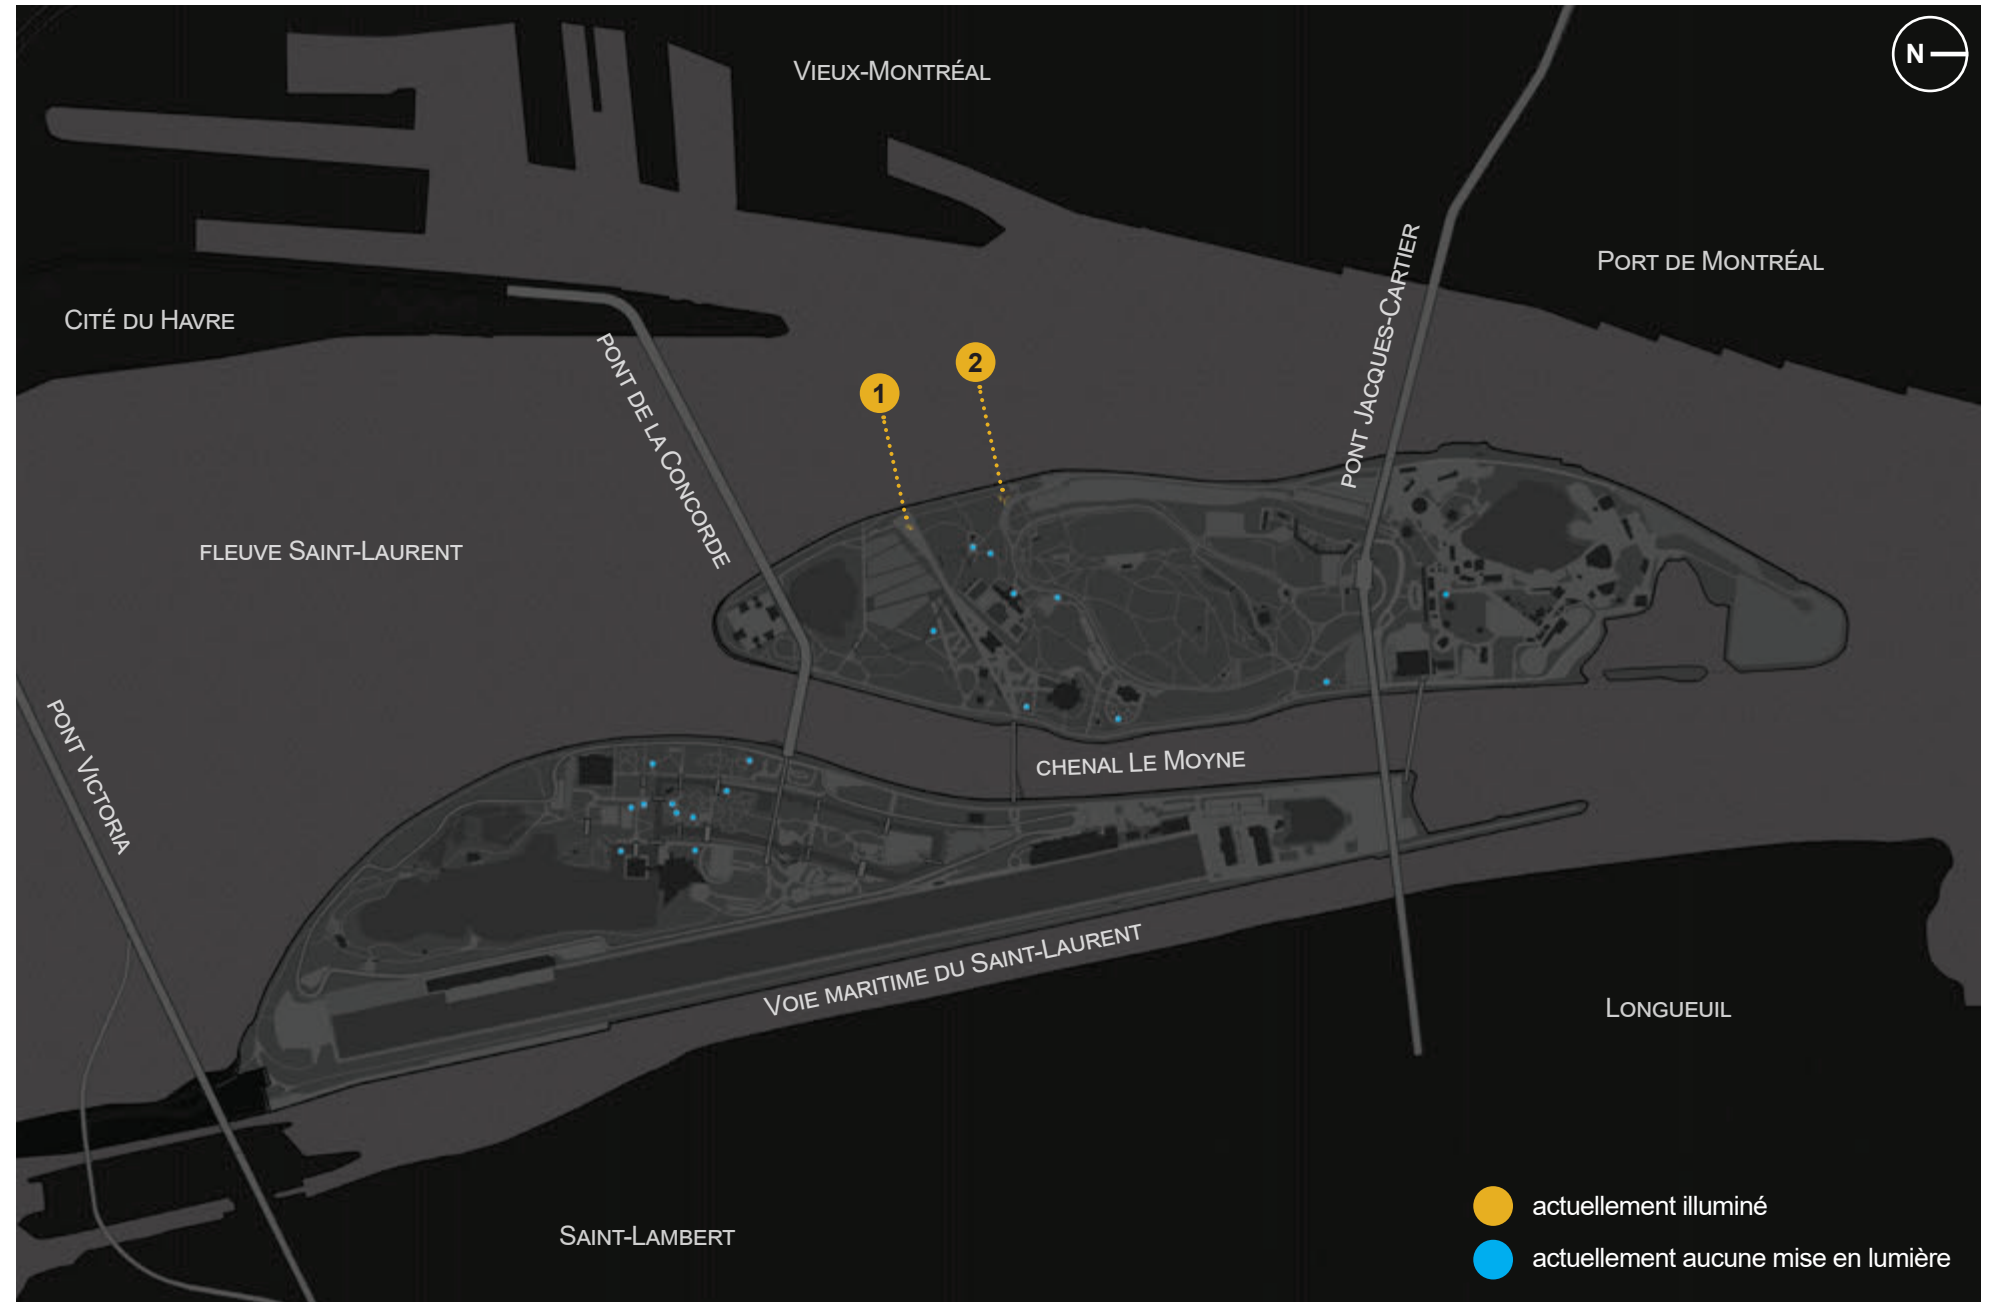 N
VIEUX-MONTRÉAL
PORT DE MONTRÉAL
CITÉ DU HAVRE
PONT DE LA CONCORDE
1
2
PONT JACQUES-CARTIER
FLEUVE SAINT-LAURENT
PONT VICTORIA
CHENAL LE MOYNE
VOIE MARITIME DU SAINT-LAURENT
LONGUEUIL
SAINT-LAMBERT
actuellement illuminé
actuellement aucune mise en lumière